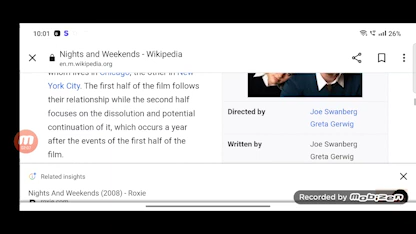 10:01 S 26%
Nights and Weekends - Wikipedia
en.m.wikipedia.org
whom lives in Chicago, the other in New
York City. The first half of the film follows
their relationship while the second half
focuses on the dissolution and potential
continuation of it, which occurs a year
after the events of the first half of the
film.
Directed by Joe Swanberg
Greta Gerwig
Written by Joe Swanberg
Greta Gerwig
Related insights
Nights And Weekends (2008) - Roxie
Recorded by Mobizen